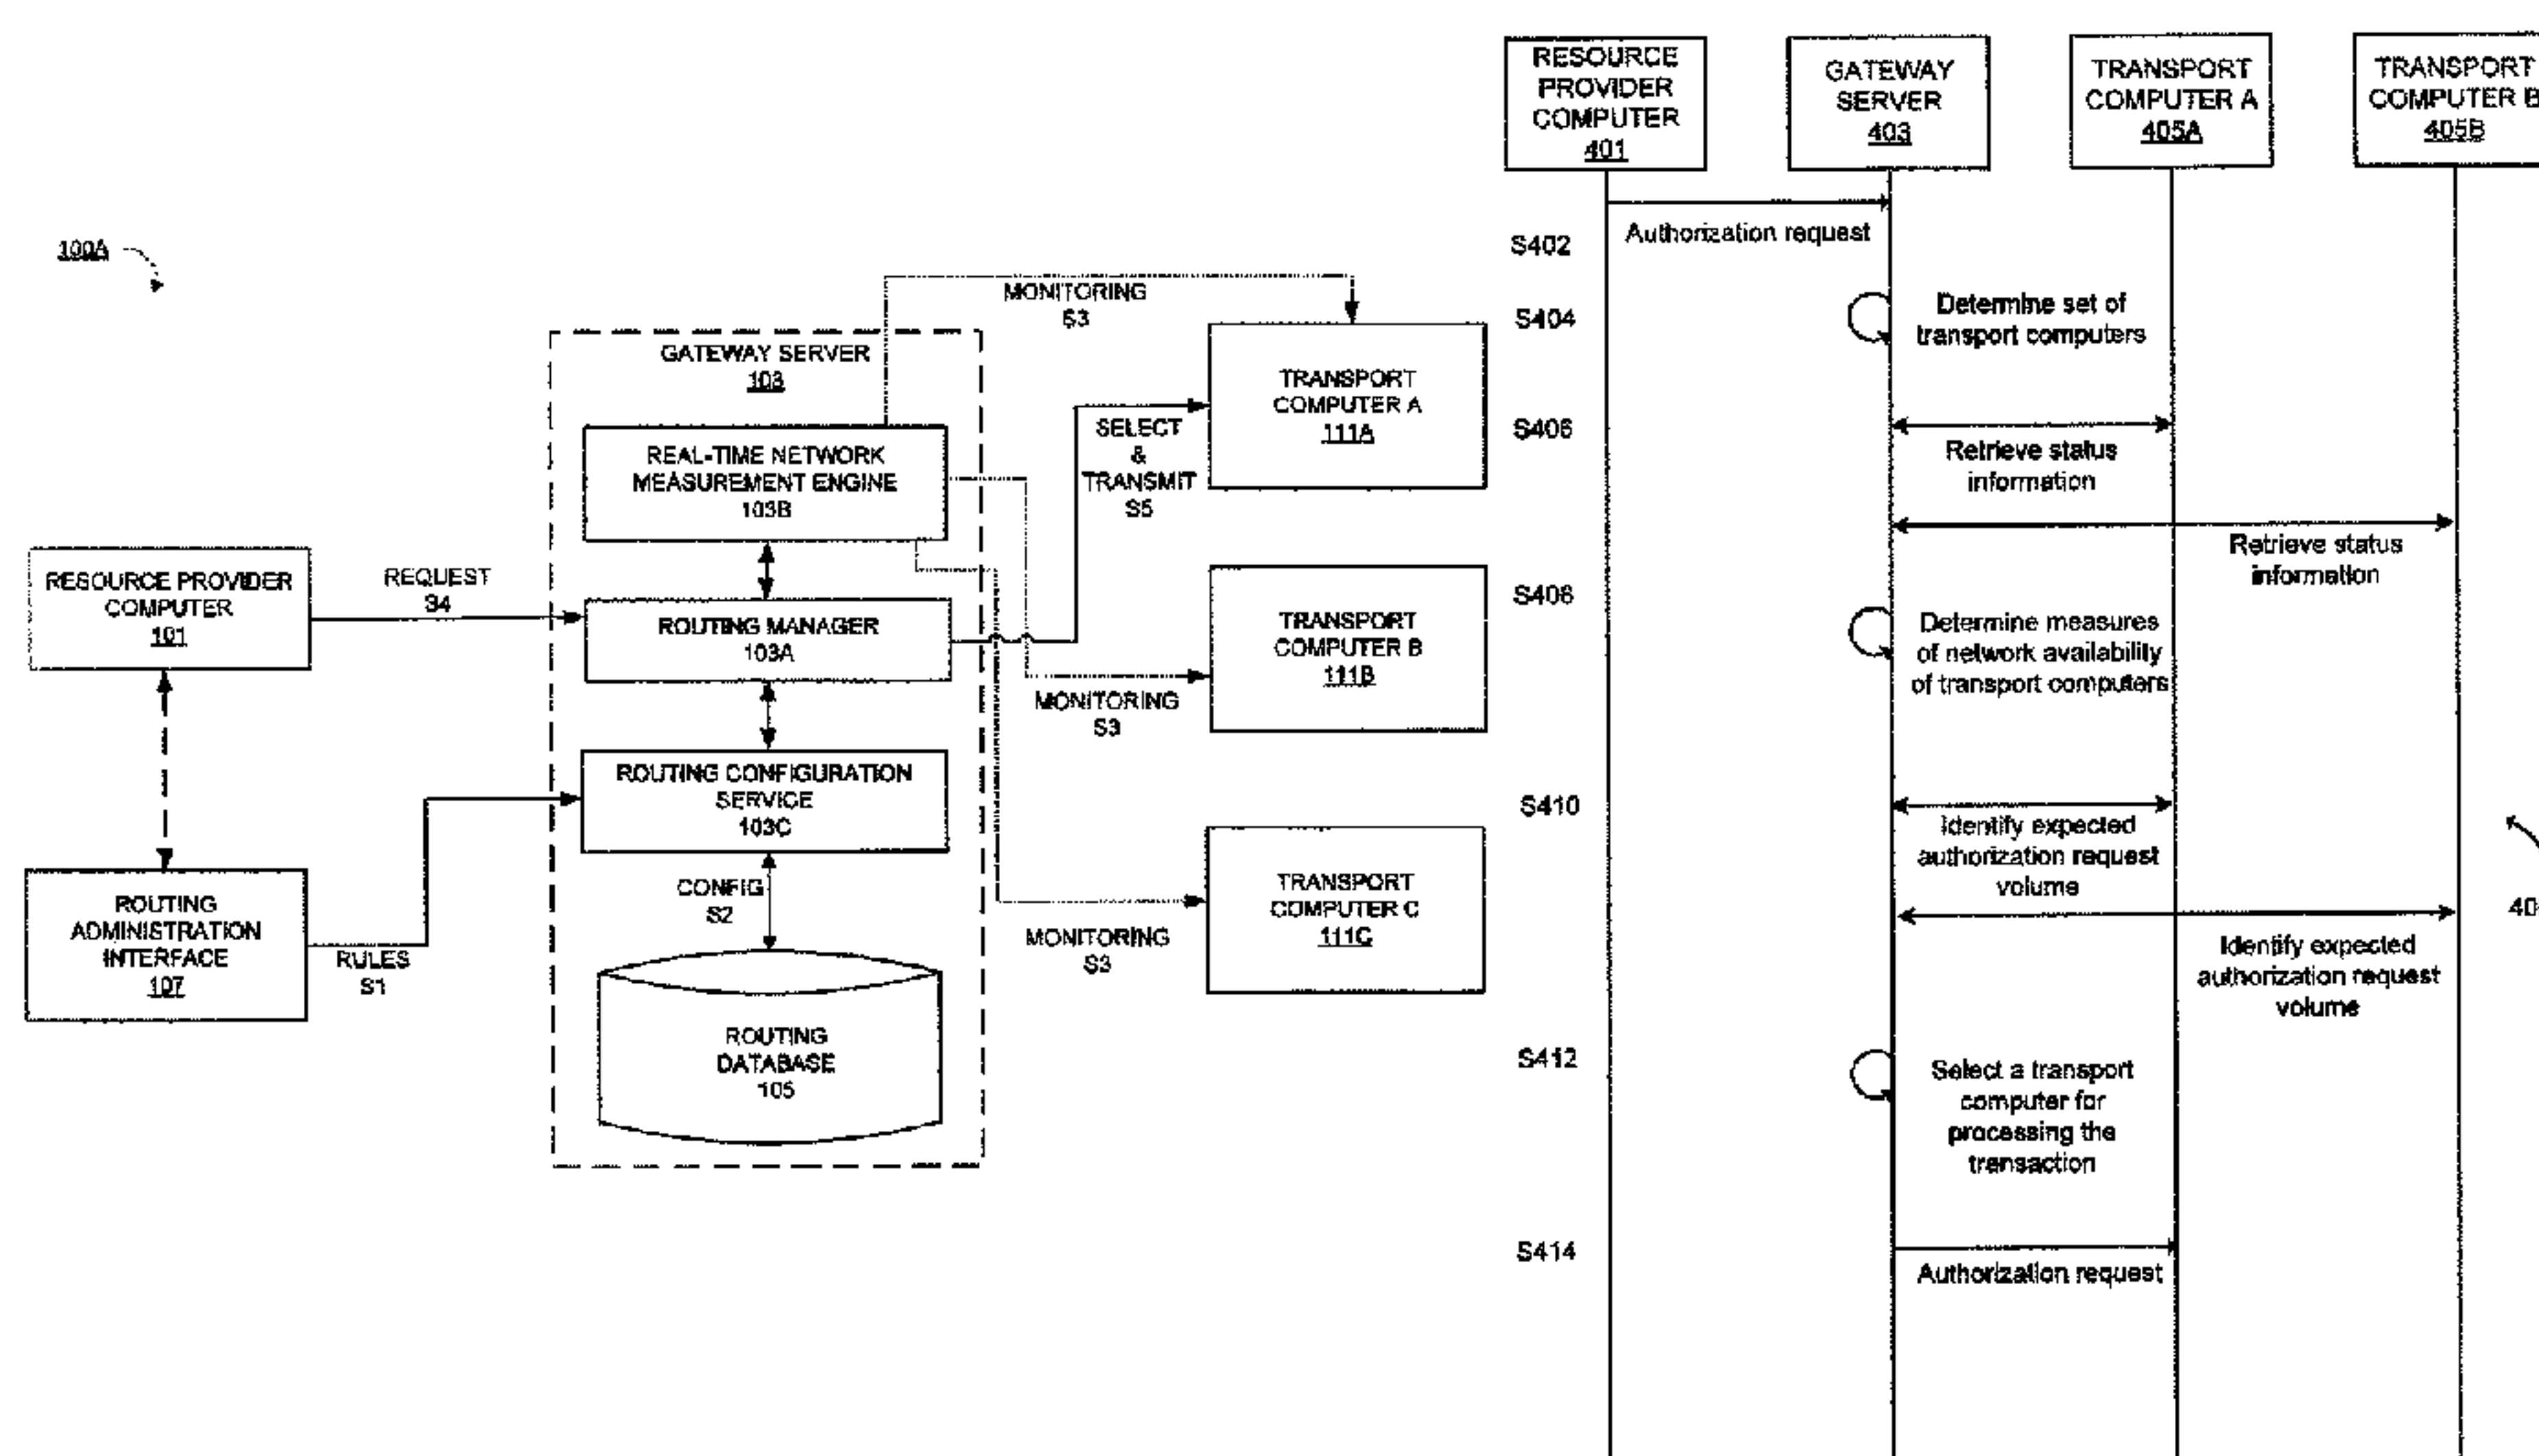 100A
GATEWAY SERVER
103
REAL-TIME NETWORK
MEASUREMENT ENGINE
103B
ROUTING MANAGER
103A
ROUTING CONFIGURATION
SERVICE
103C
CONFIG
S2
ROUTING
DATABASE
105
RESOURCE PROVIDER
COMPUTER
101
REQUEST
S4
ROUTING
ADMINISTRATION
INTERFACE
107
RULES
S1
MONITORING
S3
SELECT
&
TRANSMIT
S5
MONITORING
S3
MONITORING
S3
TRANSPORT
COMPUTER A
111A
TRANSPORT
COMPUTER B
111B
TRANSPORT
COMPUTER C
111C
RESOURCE
PROVIDER
COMPUTER
401
GATEWAY
SERVER
403
TRANSPORT
COMPUTER A
405A
TRANSPORT
COMPUTER B
405B
S402
Authorization request
S404
Determine set of
transport computers
S406
Retrieve status
information
Retrieve status
information
S408
Determine measures
of network availability
of transport computers
S410
Identify expected
authorization request
volume
Identify expected
authorization request
volume
40
S412
Select a transport
computer for
processing the
transaction
S414
Authorization request